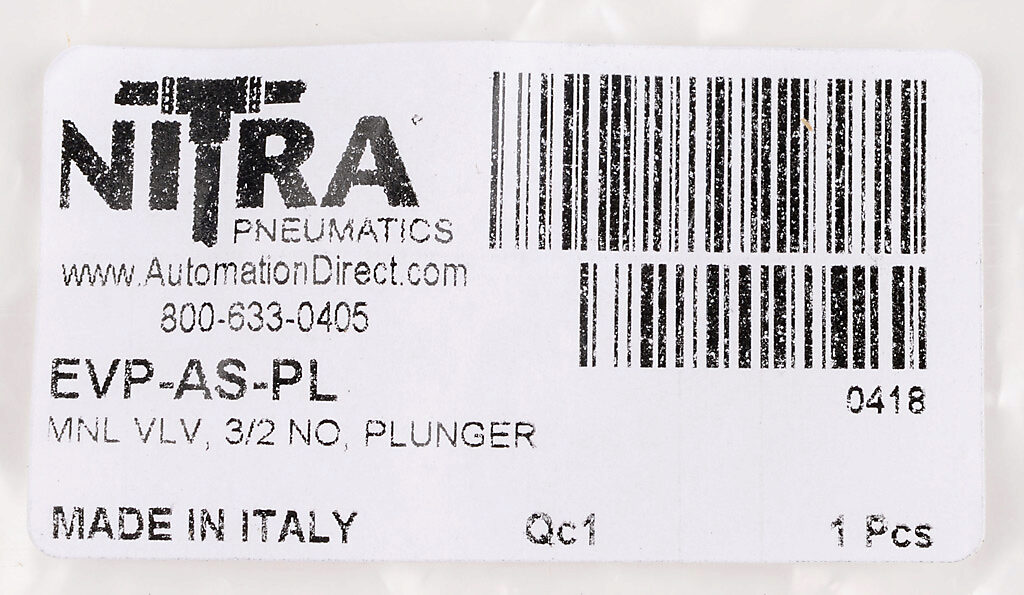 NITRA
PNEUMATICS
www.AutomationDirect.com
800-633-0405
EVP-AS-PL
MNL VLV, 3/2 NO, PLUNGER
0418
MADE IN ITALY Qc1 1 Pcs